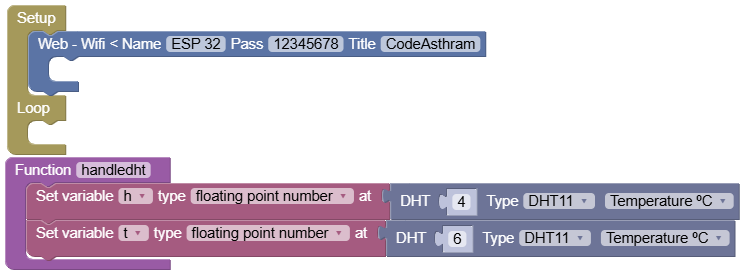 Setup
Web - Wifi < Name ESP 32 Pass 12345678 Title CodeAsthram
Loop
Function handledht
Set variable h type floating point number at DHT 4 Type DHT11 Temperature ºC
Set variable t type floating point number at DHT 6 Type DHT11 Temperature ºC